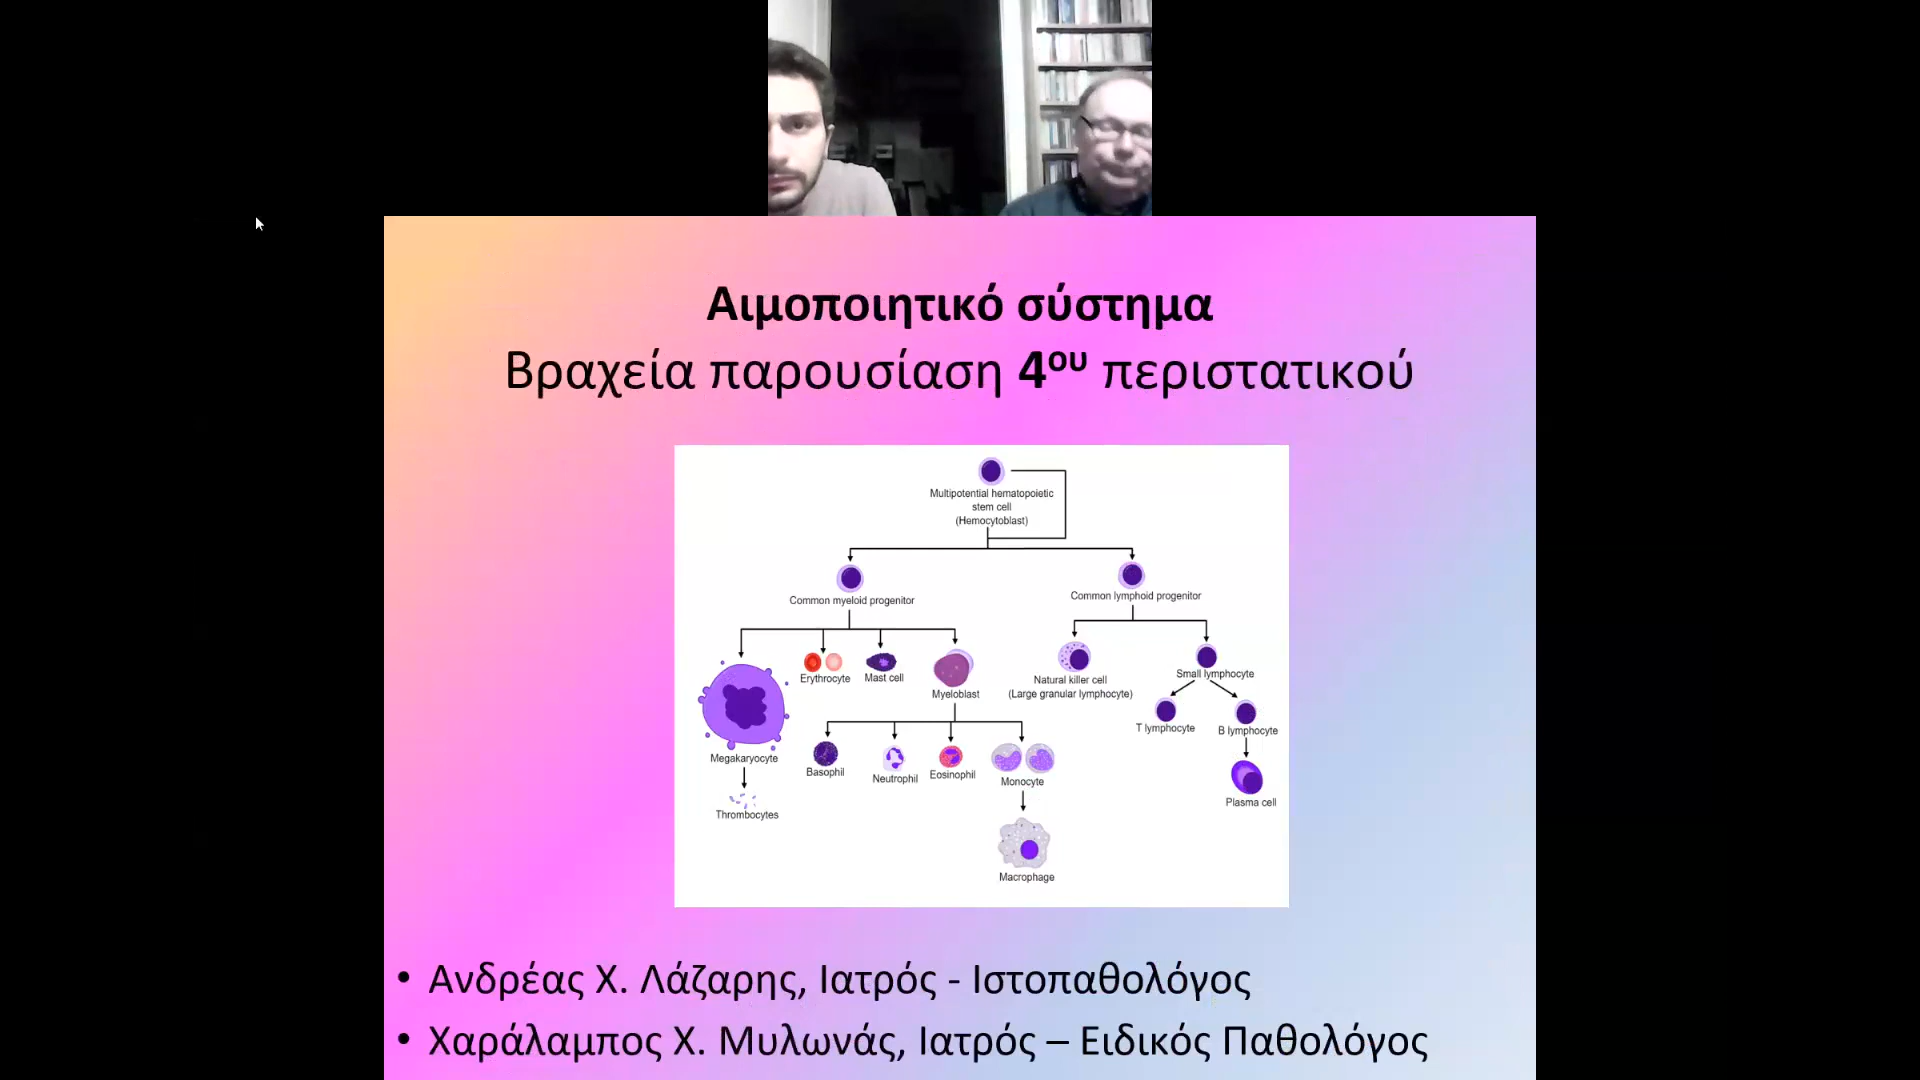 Αιμοποιητικό σύστημα
Βραχεία παρουσίαση 4ου περιστατικού
Multipotential hematopoietic
stem cell
(Hemocytoblast)
Common myeloid progenitor
Common lymphoid progenitor
Erythrocyte
Mast cell
Myeloblast
Natural killer cell
(Large granular lymphocyte)
Small lymphocyte
T lymphocyte
B lymphocyte
Megakaryocyte
Basophil
Neutrophil
Eosinophil
Monocyte
Plasma cell
Thrombocytes
Macrophage
• Ανδρέας Χ. Λάζαρης, Ιατρός - Ιστοπαθολόγος
• Χαράλαμπος Χ. Μυλωνάς, Ιατρός – Ειδικός Παθολόγος